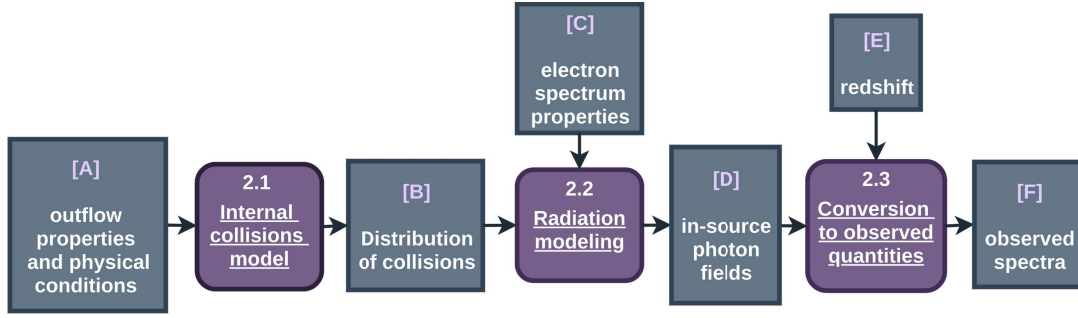 [A]
outflow
properties
and physical
conditions
2.1
Internal
collisions
model
[B]
Distribution
of collisions
[C]
electron
spectrum
properties
2.2
Radiation
modeling
[D]
in-source
photon
fields
[E]
redshift
2.3
Conversion
to observed
quantities
[F]
observed
spectra